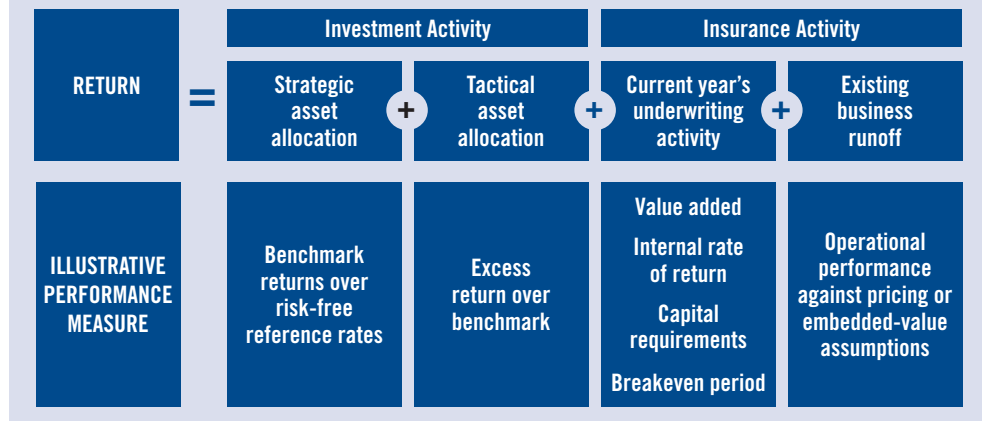 Investment Activity
Insurance Activity
RETURN
=
Strategic
asset
allocation
+
Tactical
asset
allocation
+
Current year's
underwriting
activity
+
Existing
business
runoff
ILLUSTRATIVE
PERFORMANCE
MEASURE
Benchmark
returns over
risk-free
reference rates
Excess
return over
benchmark
Value added
Internal rate
of return
Capital
requirements
Breakeven period
Operational
performance
against pricing or
embedded-value
assumptions